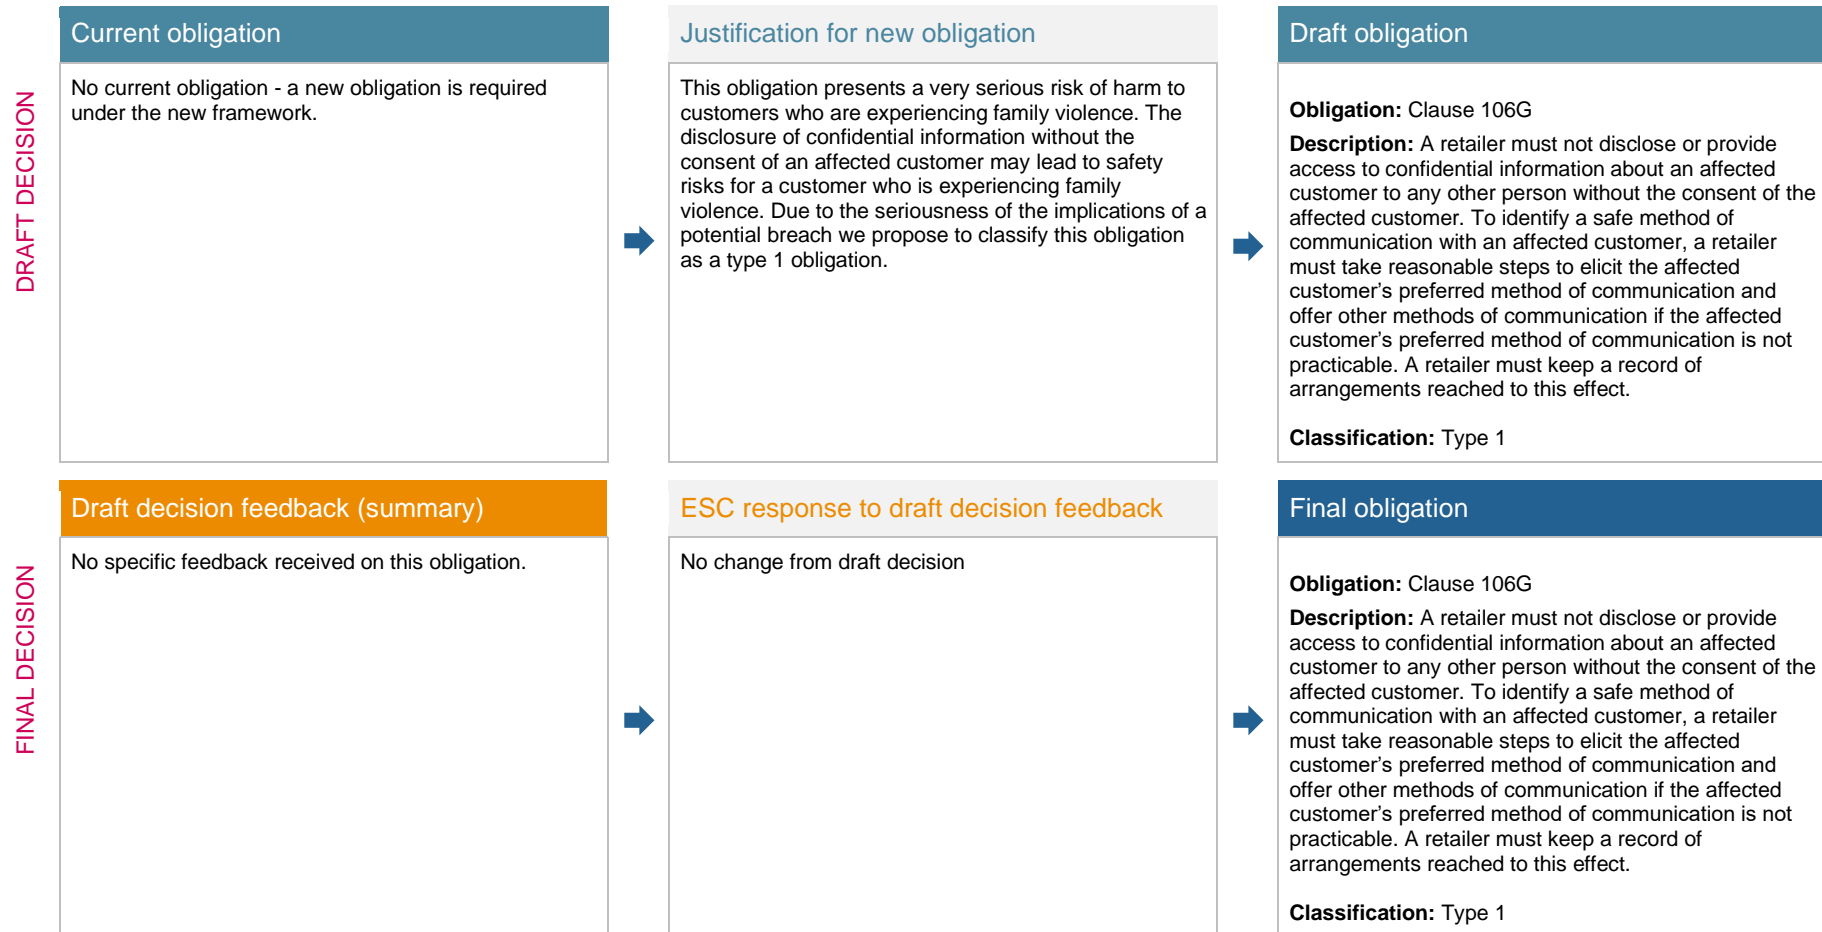 DRAFT DECISION
Current obligation
No current obligation - a new obligation is required
under the new framework.
Justification for new obligation
This obligation presents a very serious risk of harm to
customers who are experiencing family violence. The
disclosure of confidential information without the
consent of an affected customer may lead to safety
risks for a customer who is experiencing family
violence. Due to the seriousness of the implications of a
potential breach we propose to classify this obligation
as a type 1 obligation.
Draft obligation
Obligation: Clause 106G
Description: A retailer must not disclose or provide
access to confidential information about an affected
customer to any other person without the consent of the
affected customer. To identify a safe method of
communication with an affected customer, a retailer
must take reasonable steps to elicit the affected
customer’s preferred method of communication and
offer other methods of communication if the affected
customer’s preferred method of communication is not
practicable. A retailer must keep a record of
arrangements reached to this effect.
Classification: Type 1
FINAL DECISION
Draft decision feedback (summary)
No specific feedback received on this obligation.
ESC response to draft decision feedback
No change from draft decision
Final obligation
Obligation: Clause 106G
Description: A retailer must not disclose or provide
access to confidential information about an affected
customer to any other person without the consent of the
affected customer. To identify a safe method of
communication with an affected customer, a retailer
must take reasonable steps to elicit the affected
customer’s preferred method of communication and
offer other methods of communication if the affected
customer’s preferred method of communication is not
practicable. A retailer must keep a record of
arrangements reached to this effect.
Classification: Type 1